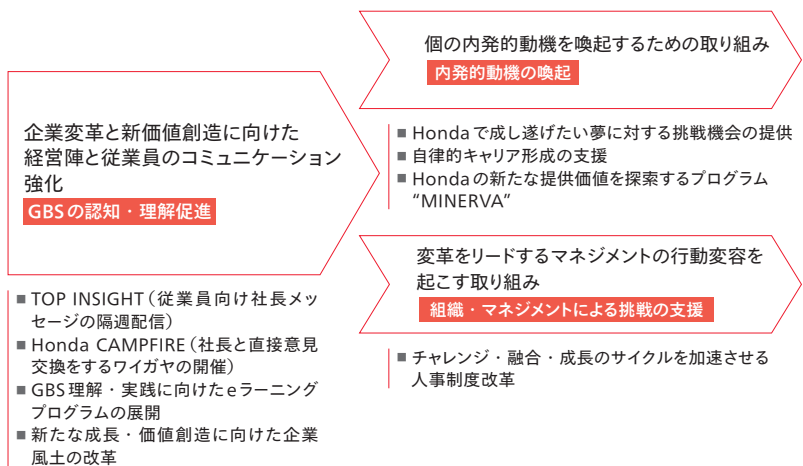 企業変革と新価値創造に向けた
経営陣と従業員のコミュニケーション
強化
GBSの認知・理解促進
■ TOP INSIGHT（従業員向け社長メッ
セージの隔週配信）
■ Honda CAMPFIRE（社長と直接意見
交換をするワイガヤの開催）
■ GBS理解・実践に向けたeラーニング
プログラムの展開
■ 新たな成長・価値創造に向けた企業
風土の改革
個の内発的動機を喚起するための取り組み
内発的動機の喚起
■ Hondaで成し遂げたい夢に対する挑戦機会の提供
■ 自律的キャリア形成の支援
■ Hondaの新たな提供価値を探索するプログラム
“MINERVA”
変革をリードするマネジメントの行動変容を
起こす取り組み
組織・マネジメントによる挑戦の支援
■ チャレンジ・融合・成長のサイクルを加速させる
人事制度改革